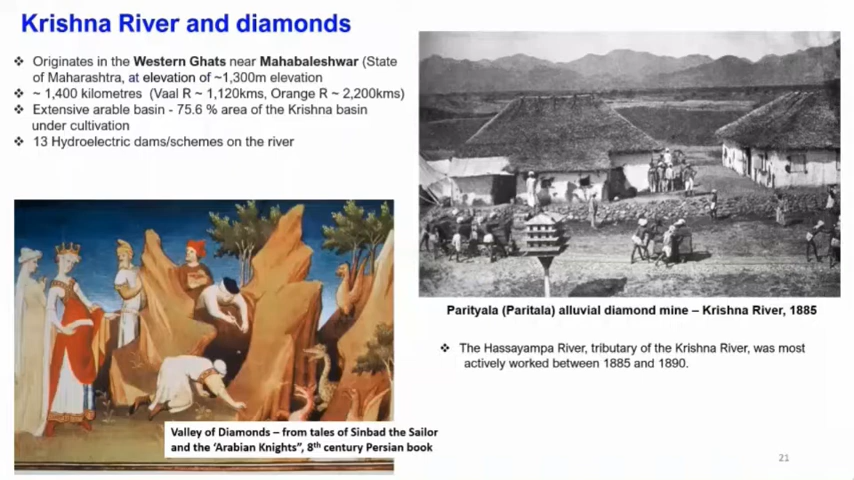 Krishna River and diamonds
❖ Originates in the Western Ghats near Mahabaleshwar (State
of Maharashtra, at elevation of ~1,300m elevation
❖ ~ 1,400 kilometres (Vaal R ~ 1,120kms, Orange R ~ 2,200kms)
❖ Extensive arable basin - 75.6 % area of the Krishna basin
under cultivation
❖ 13 Hydroelectric dams/schemes on the river
Valley of Diamonds – from tales of Sinbad the Sailor
and the ‘Arabian Knights”, 8th century Persian book
Parityala (Paritala) alluvial diamond mine – Krishna River, 1885
❖ The Hassayampa River, tributary of the Krishna River, was most
actively worked between 1885 and 1890.
21